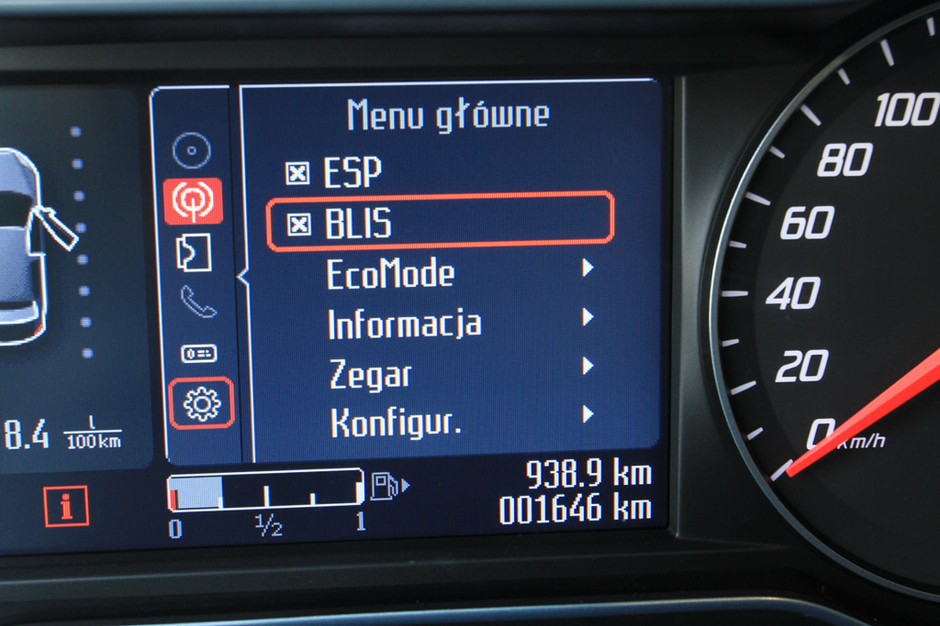 Menu główne
ESP
BLIS
EcoMode
Informacja
Zegar
Konfigur.
8.4 l/100km
i
0 1/2 1
938.9 km
001646 km
100
80
60
40
20
0
km/h